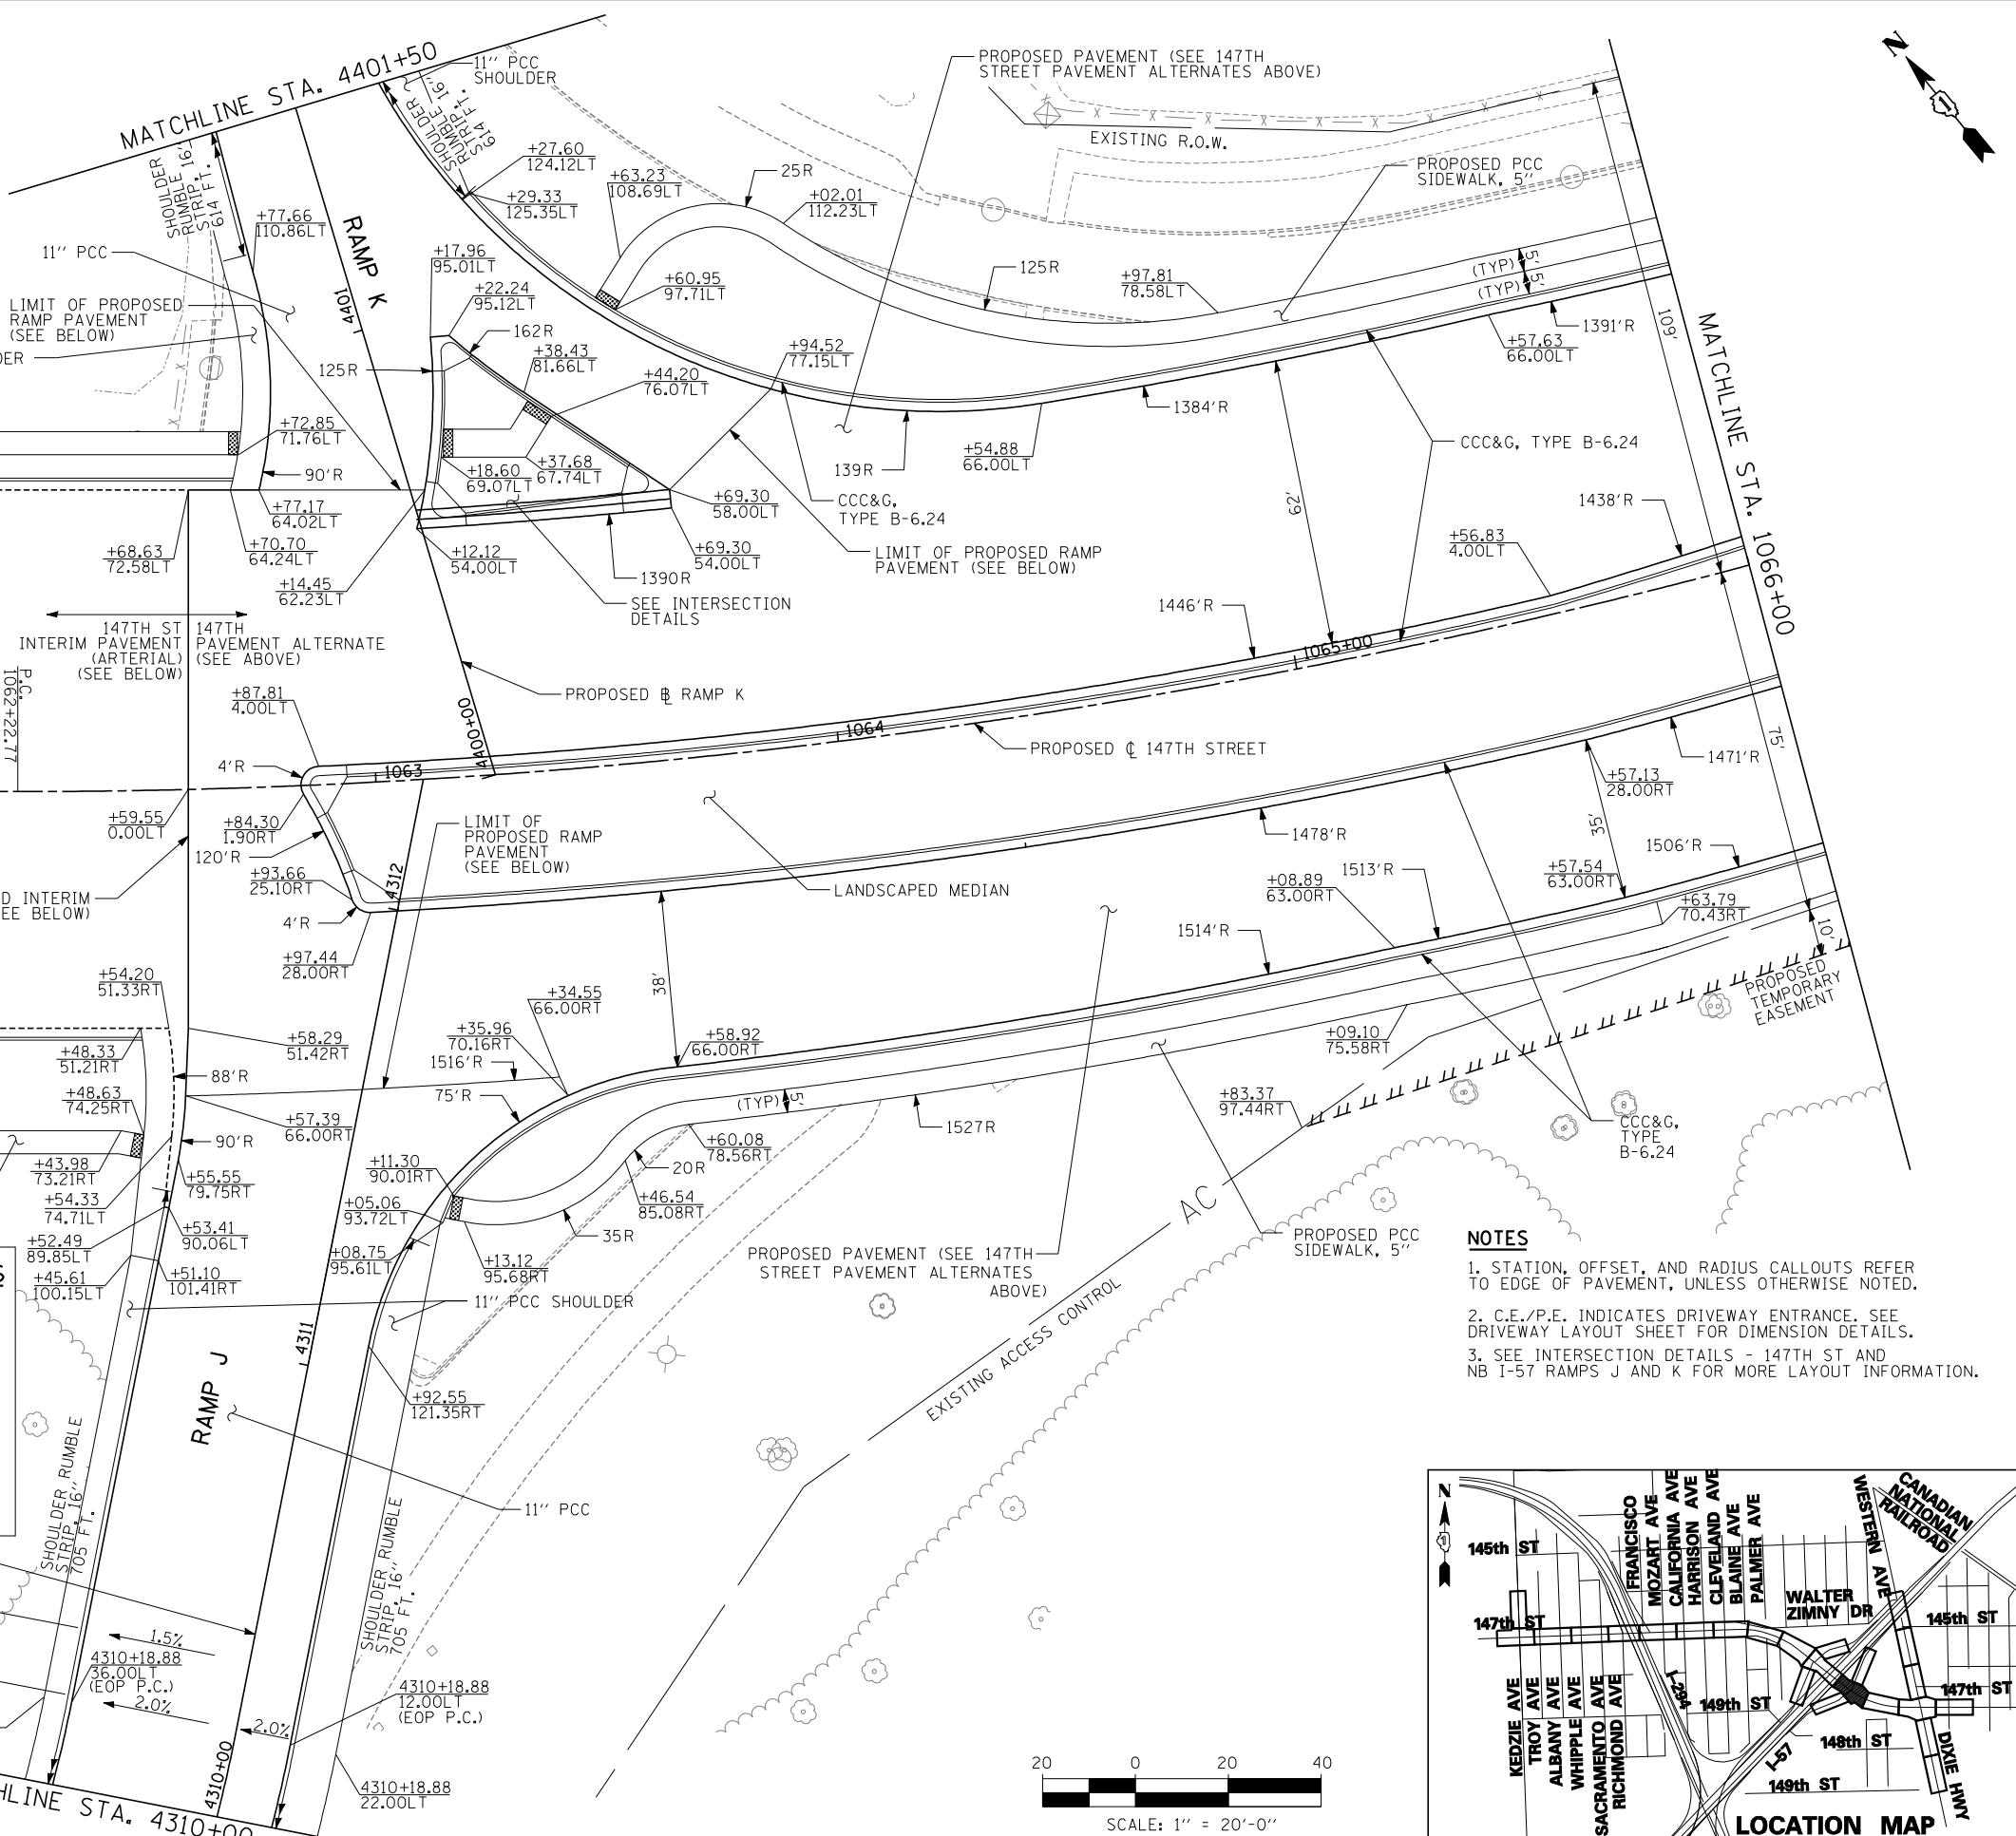 MATCHLINE STA. 4401+50
11" PCC
SHOULDER
SHOULDER
RUMBLE 16"
STRIP.
614 FT.
PROPOSED PAVEMENT (SEE 147TH
STREET PAVEMENT ALTERNATES ABOVE)
EXISTING R.O.W.
PROPOSED PCC
SIDEWALK, 5"
N
SHOULDER
RUMBLE 16"
STRIP.
614 FT.
+27.60
124.12LT
+29.33
125.35LT
+63.23
108.69LT
25R
+02.01
112.23LT
+77.66
110.86LT
11" PCC
RAMP K
4401
+17.96
95.01LT
+22.24
95.12LT
+60.95
97.71LT
125R
+97.81
78.58LT
(TYP) 5'
(TYP) 5'
1391'R
+57.63
66.00LT
109'
MATCHLINE STA. 1066+00
LIMIT OF PROPOSED
RAMP PAVEMENT
(SEE BELOW)
DER
162R
+38.43
81.66LT
125R
+44.20
76.07LT
+94.52
77.15LT
1384'R
+72.85
71.76LT
90'R
+18.60
69.07LT
+37.68
67.74LT
139R
+54.88
66.00LT
CCC&G, TYPE B-6.24
CCC&G,
TYPE B-6.24
62'
1438'R
+77.17
64.02LT
+70.70
64.24LT
+68.63
72.58LT
+14.45
62.23LT
+12.12
54.00LT
+69.30
58.00LT
+69.30
54.00LT
1390R
LIMIT OF PROPOSED RAMP
PAVEMENT (SEE BELOW)
+56.83
4.00LT
SEE INTERSECTION
DETAILS
1446'R
1065+00
147TH ST
INTERIM PAVEMENT
(ARTERIAL)
(SEE BELOW)
147TH
PAVEMENT ALTERNATE
(SEE ABOVE)
P.C.
1062+22.77
+87.81
4.00LT
PROPOSED ⅊ RAMP K
4400+00
4'R
1063
1064
PROPOSED ℄ 147TH STREET
75'
1471'R
+57.13
28.00RT
+59.55
0.00LT
+84.30
1.90RT
120'R
LIMIT OF
PROPOSED RAMP
PAVEMENT
(SEE BELOW)
1478'R
35'
1506'R
D INTERIM
EE BELOW)
+93.66
25.10RT
4312
4'R
LANDSCAPED MEDIAN
1513'R
+08.89
63.00RT
+57.54
63.00RT
+63.79
70.43RT
10'
+97.44
28.00RT
1514'R
+54.20
51.33RT
38'
PROPOSED
TEMPORARY
EASEMENT
+34.55
66.00RT
+35.96
70.16RT
+58.92
66.00RT
+09.10
75.58RT
+58.29
51.42RT
+48.33
51.21RT
1516'R
88'R
75'R
+48.63
74.25RT
(TYP) 5'
+83.37
97.44RT
CCC&G,
TYPE
B-6.24
+57.39
66.00RT
1527R
90'R
+60.08
78.56RT
+43.98
73.21RT
+11.30
90.01RT
20R
+55.55
79.75RT
+54.33
74.71LT
+05.06
93.72LT
+46.54
85.08RT
AC
+53.41
90.06LT
+52.49
89.85LT
35R
+08.75
95.61LT
+13.12
95.68RT
PROPOSED PAVEMENT (SEE 147TH
STREET PAVEMENT ALTERNATES
ABOVE)
PROPOSED PCC
SIDEWALK, 5"
+45.61
100.15LT
+51.10
101.41RT
11" PCC SHOULDER
EXISTING ACCESS CONTROL
NOTES
1. STATION, OFFSET, AND RADIUS CALLOUTS REFER
TO EDGE OF PAVEMENT, UNLESS OTHERWISE NOTED.
2. C.E./P.E. INDICATES DRIVEWAY ENTRANCE. SEE
DRIVEWAY LAYOUT SHEET FOR DIMENSION DETAILS.
3. SEE INTERSECTION DETAILS - 147TH ST AND
NB I-57 RAMPS J AND K FOR MORE LAYOUT INFORMATION.
4311
RAMP J
+92.55
121.35RT
11" PCC
SHOULDER RUMBLE
STRIP, 16"
705 FT.
SHOULDER RUMBLE
STRIP, 16"
705 FT.
1.5%
4310+18.88
36.00LT
(EOP P.C.)
2.0%
2.0%
4310+18.88
12.00LT
(EOP P.C.)
4310+00
4310+18.88
22.00LT
HLINE STA. 4310+00
20 0 20 40
SCALE: 1" = 20'-0"
N
145th ST
147th ST
FRANCISCO
MOZART AVE
CALIFORNIA AVE
HARRISON AVE
CLEVELAND AVE
BLAINE AVE
PALMER AVE
WALTER
ZIMNY DR
WESTERN AVE
CANADIAN
NATIONAL
RAILROAD
145th ST
147th ST
KEDZIE AVE
TROY AVE
ALBANY AVE
WHIPPLE AVE
SACRAMENTO AVE
RICHMOND AVE
I-294
149th ST
I-57
148th ST
149th ST
DIXIE HWY
LOCATION MAP